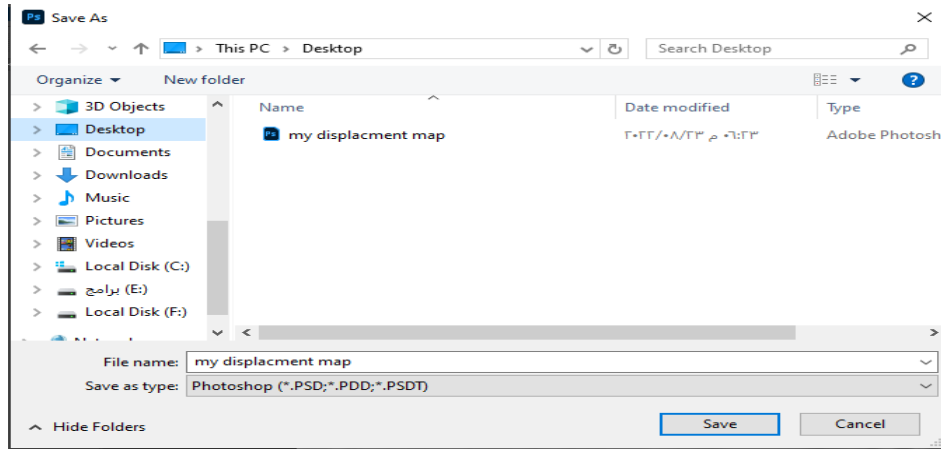 Ps Save As
This PC > Desktop
Search Desktop
Organize
New folder
Name
Date modified
Type
3D Objects
Desktop
Documents
Downloads
Music
Pictures
Videos
Local Disk (C:)
برامج (E:)
Local Disk (F:)
my displacment map
٢٠٢٢/٠٨/٢٣ م ٠٦:٢٣
Adobe Photosh
File name: my displacment map
Save as type: Photoshop (*.PSD;*.PDD;*.PSDT)
Hide Folders
Save
Cancel